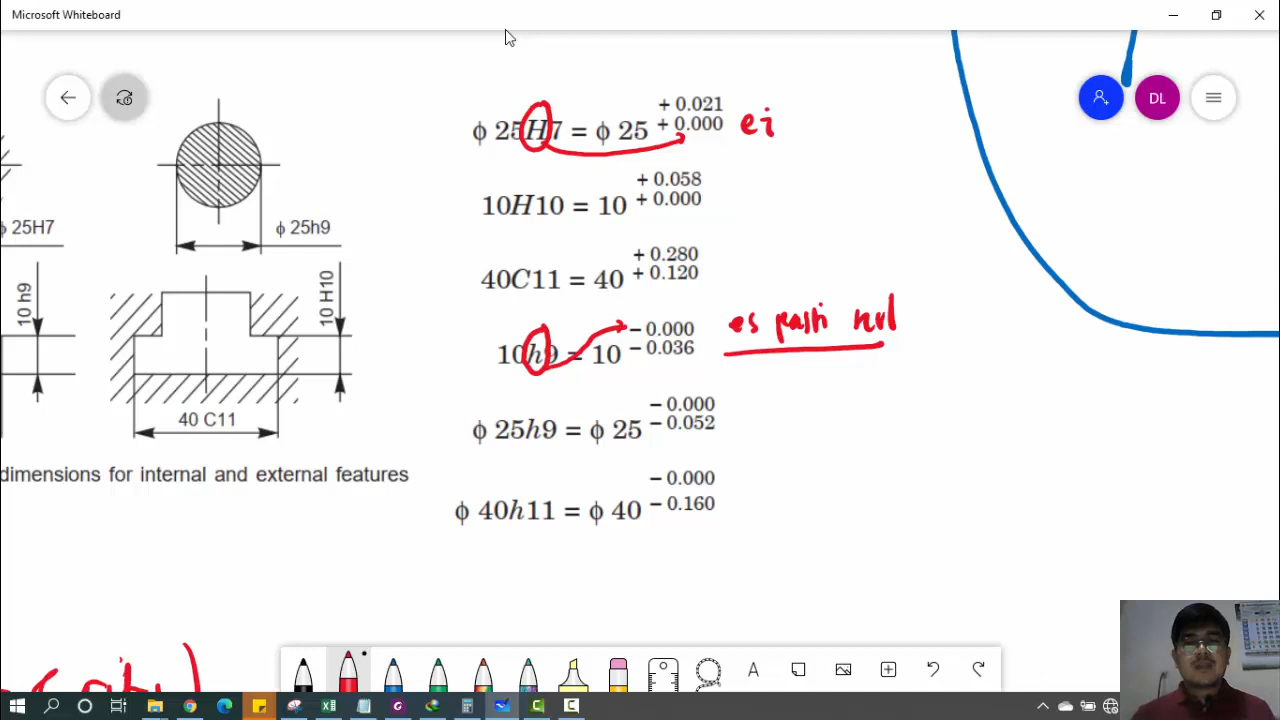 Microsoft Whiteboard
DL
+ 0.021
ϕ 25H7 = ϕ 25 + 0.000
ei
+ 0.058
10H10 = 10 + 0.000
+ 0.280
40C11 = 40 + 0.120
- 0.000
10h9 = 10 - 0.036
es pasti nol
- 0.000
ϕ 25h9 = ϕ 25 - 0.052
- 0.000
ϕ 40h11 = ϕ 40 - 0.160
ϕ 25H7
ϕ 25h9
10 h9
10 H10
40 C11
dimensions for internal and external features
A